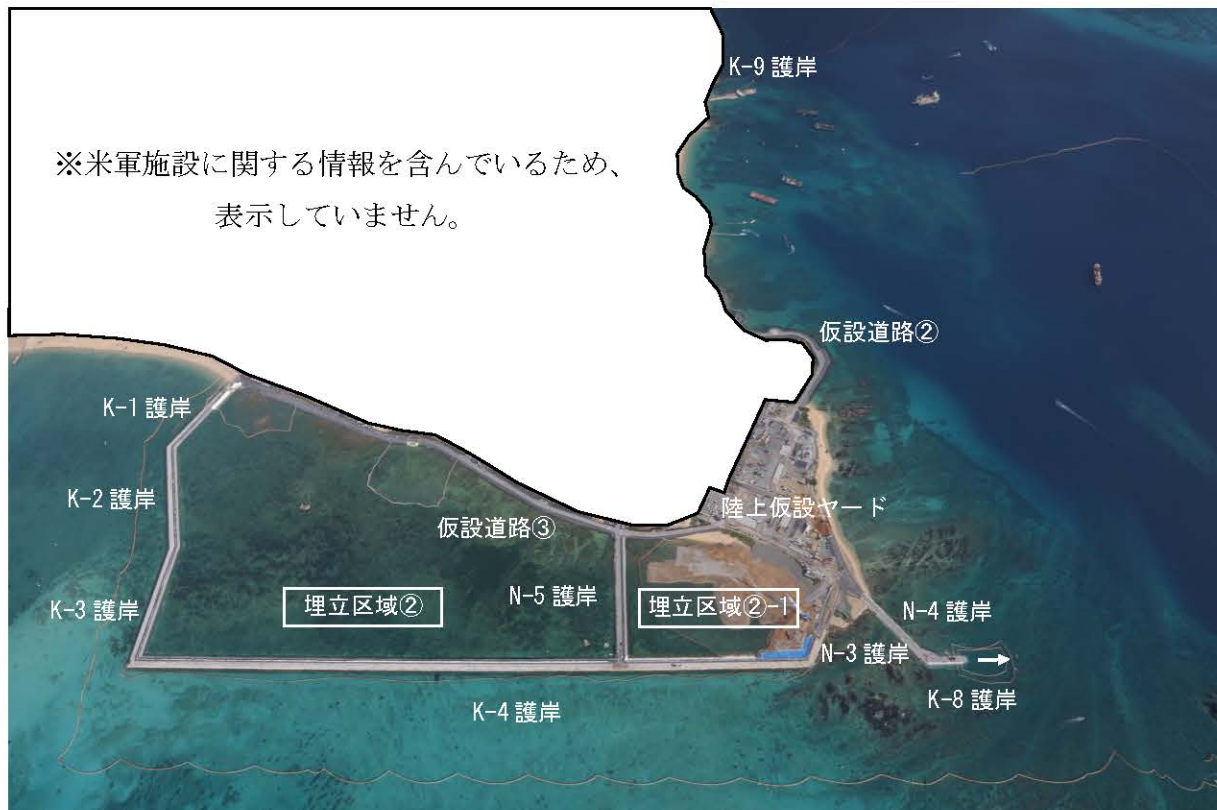 K-9 護岸
※米軍施設に関する情報を含んでいるため、
表示していません。
仮設道路②
K-1 護岸
K-2 護岸
陸上仮設ヤード
仮設道路③
K-3 護岸
埋立区域②
N-5 護岸
埋立区域②-1
N-4 護岸
N-3 護岸
K-8 護岸
K-4 護岸